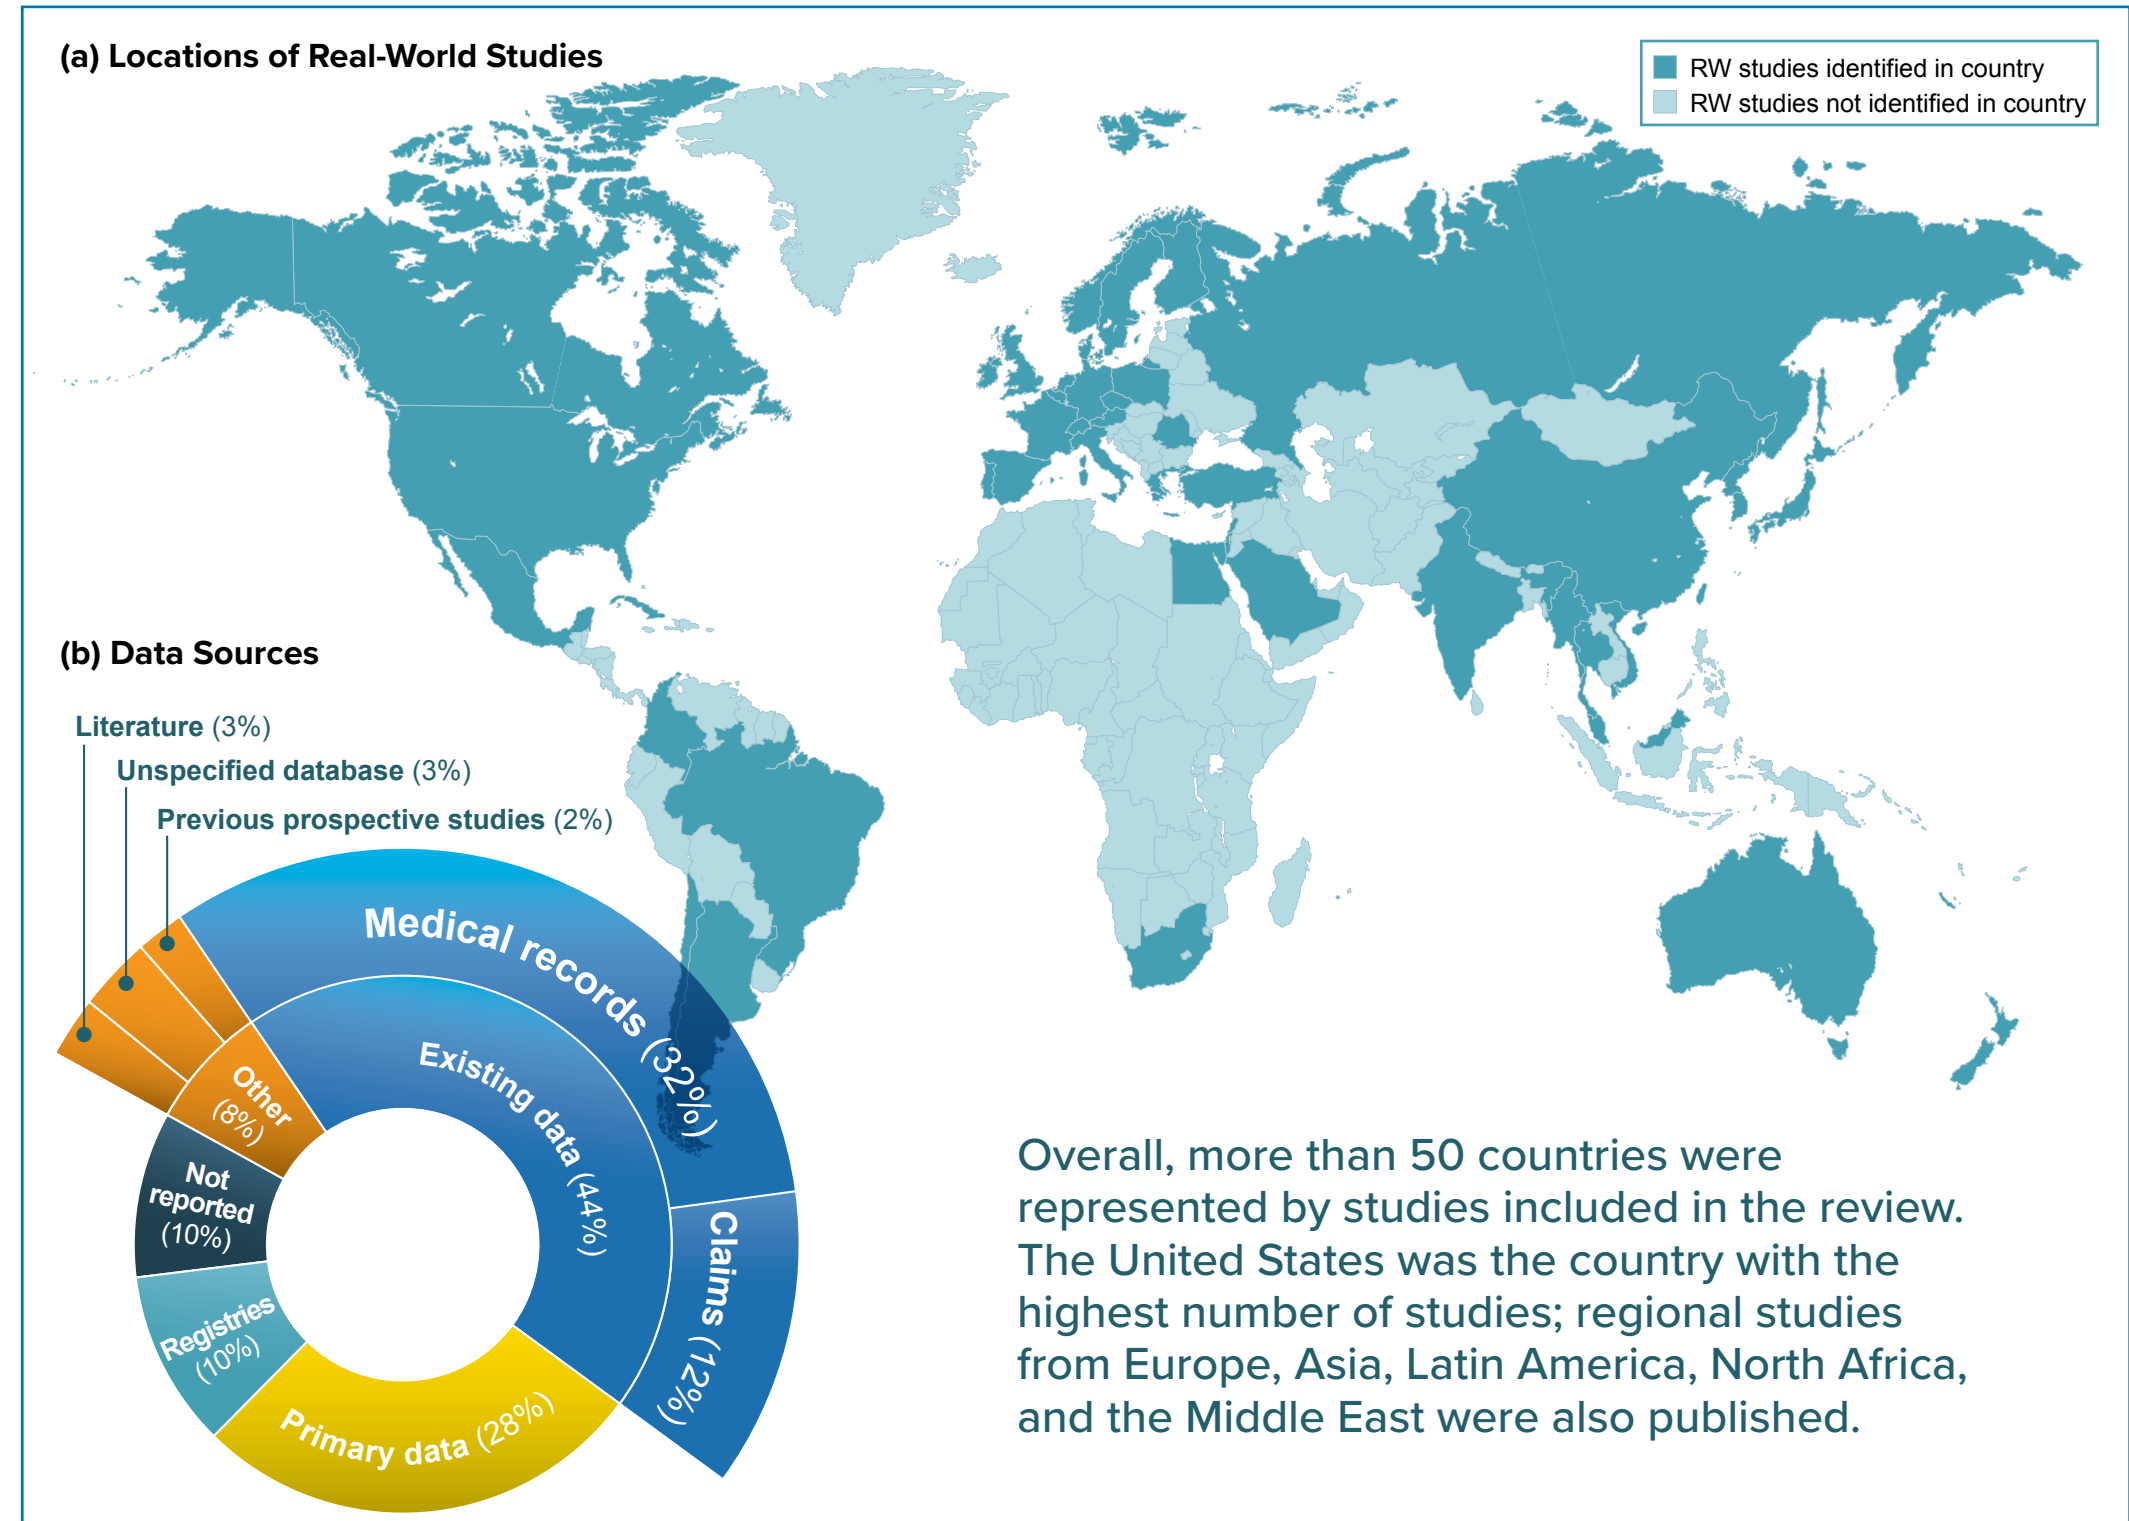 (a) Locations of Real-World Studies
RW studies identified in country
RW studies not identified in country
(b) Data Sources
Literature (3%)
Unspecified database (3%)
Previous prospective studies (2%)
Medical records (32%)
Existing data (44%)
Claims (12%)
Other
(8%)
Not
reported
(10%)
Registries
(10%)
Primary data (28%)
Overall, more than 50 countries were
represented by studies included in the review.
The United States was the country with the
highest number of studies; regional studies
from Europe, Asia, Latin America, North Africa,
and the Middle East were also published.